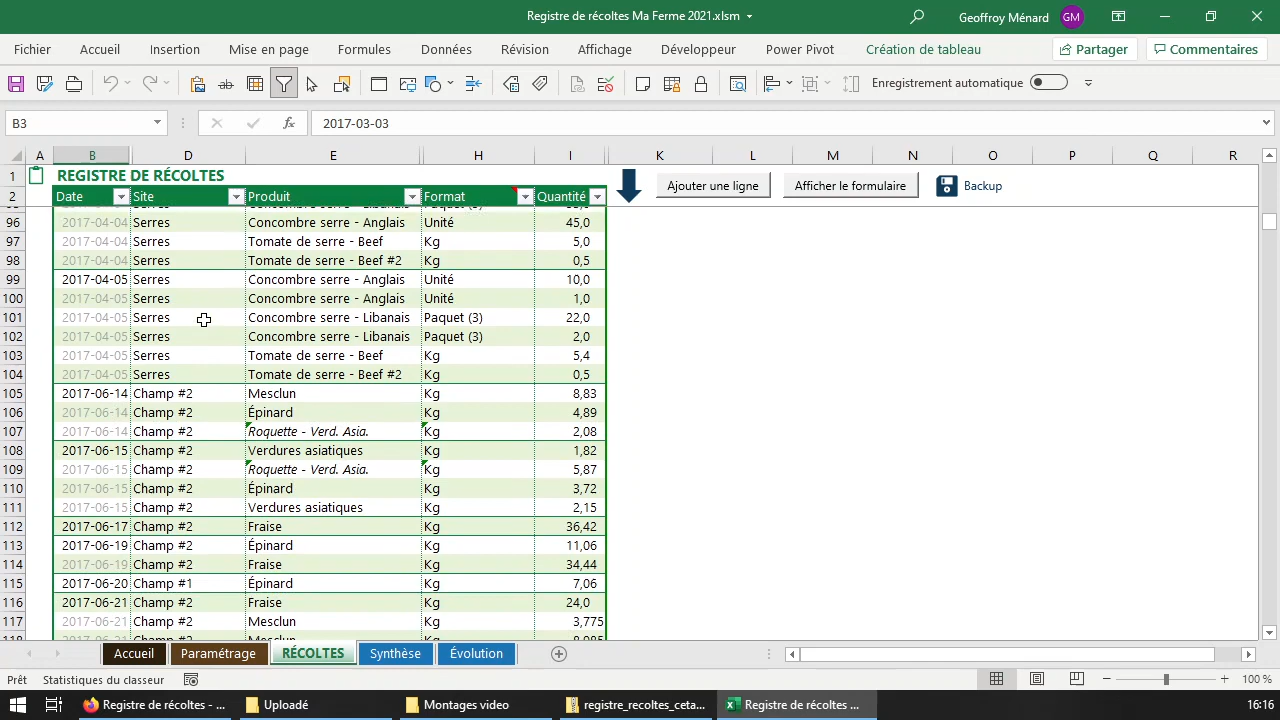 Registre de récoltes Ma Ferme 2021.xlsm
Geoffroy Ménard GM
Fichier Accueil Insertion Mise en page Formules Données Révision Affichage Développeur Power Pivot Création de tableau Partager Commentaires
Enregistrement automatique
B3 fx 2017-03-03
A B D E H I K L M N O P Q R
1 REGISTRE DE RÉCOLTES
Ajouter une ligne Afficher le formulaire Backup
2 Date Site Produit Format Quantité
96 2017-04-04 Serres Concombre serre - Anglais Unité 45,0
97 2017-04-04 Serres Tomate de serre - Beef Kg 5,0
98 2017-04-04 Serres Tomate de serre - Beef #2 Kg 0,5
99 2017-04-05 Serres Concombre serre - Anglais Unité 10,0
100 2017-04-05 Serres Concombre serre - Anglais Unité 1,0
101 2017-04-05 Serres Concombre serre - Libanais Paquet (3) 22,0
102 2017-04-05 Serres Concombre serre - Libanais Paquet (3) 2,0
103 2017-04-05 Serres Tomate de serre - Beef Kg 5,4
104 2017-04-05 Serres Tomate de serre - Beef #2 Kg 0,5
105 2017-06-14 Champ #2 Mesclun Kg 8,83
106 2017-06-14 Champ #2 Épinard Kg 4,89
107 2017-06-14 Champ #2 Roquette - Verd. Asia. Kg 2,08
108 2017-06-15 Champ #2 Verdures asiatiques Kg 1,82
109 2017-06-15 Champ #2 Roquette - Verd. Asia. Kg 5,87
110 2017-06-15 Champ #2 Épinard Kg 3,72
111 2017-06-15 Champ #2 Verdures asiatiques Kg 2,15
112 2017-06-17 Champ #2 Fraise Kg 36,42
113 2017-06-19 Champ #2 Épinard Kg 11,06
114 2017-06-19 Champ #2 Fraise Kg 34,44
115 2017-06-20 Champ #1 Épinard Kg 7,06
116 2017-06-21 Champ #2 Fraise Kg 24,0
117 2017-06-21 Champ #2 Mesclun Kg 3,775
Accueil Paramétrage RÉCOLTES Synthèse Évolution
Prêt Statistiques du classeur 100 %
Registre de récoltes - ... Uploadé Montages video registre_recoltes_ceta... Registre de récoltes ... 16:16